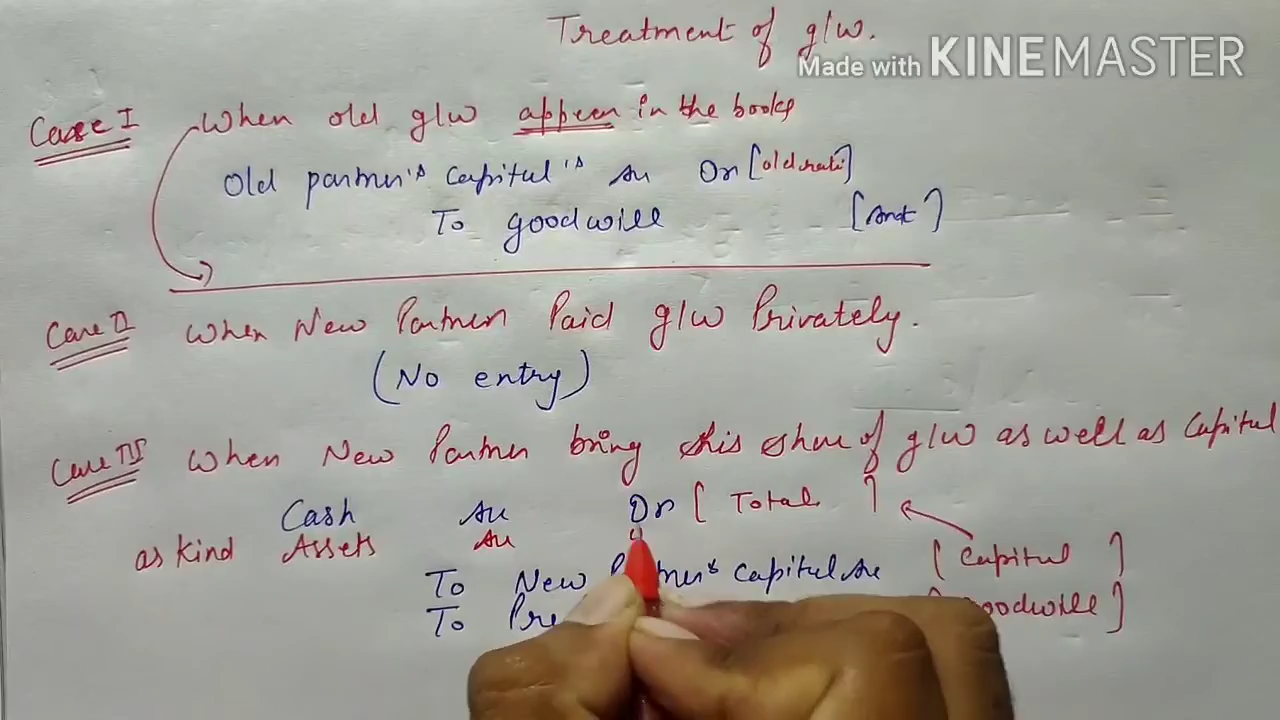 Treatment of g/w.
Made with KINEMASTER
Case I When old g/w appear in the books
Old partner's Capital's A/c Dr [old ratio]
To goodwill [Amt]
Case II When New Partner Paid g/w Privately.
(No entry)
Case III When New Partner bring his share of g/w as well as Capital
Cash A/c Dr [Total]
as kind Assets A/c
To New Partner's Capital A/c [Capital]
To Pre goodwill]